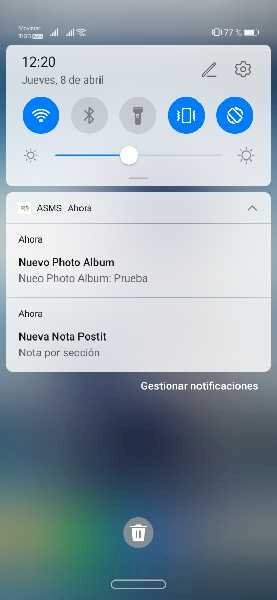 Movistar
77 %
12:20
Jueves, 8 de abril
ASMS Ahora
Ahora
Nuevo Photo Album
Nueo Photo Album: Prueba
Ahora
Nueva Nota Postit
Nota por sección
Gestionar notificaciones